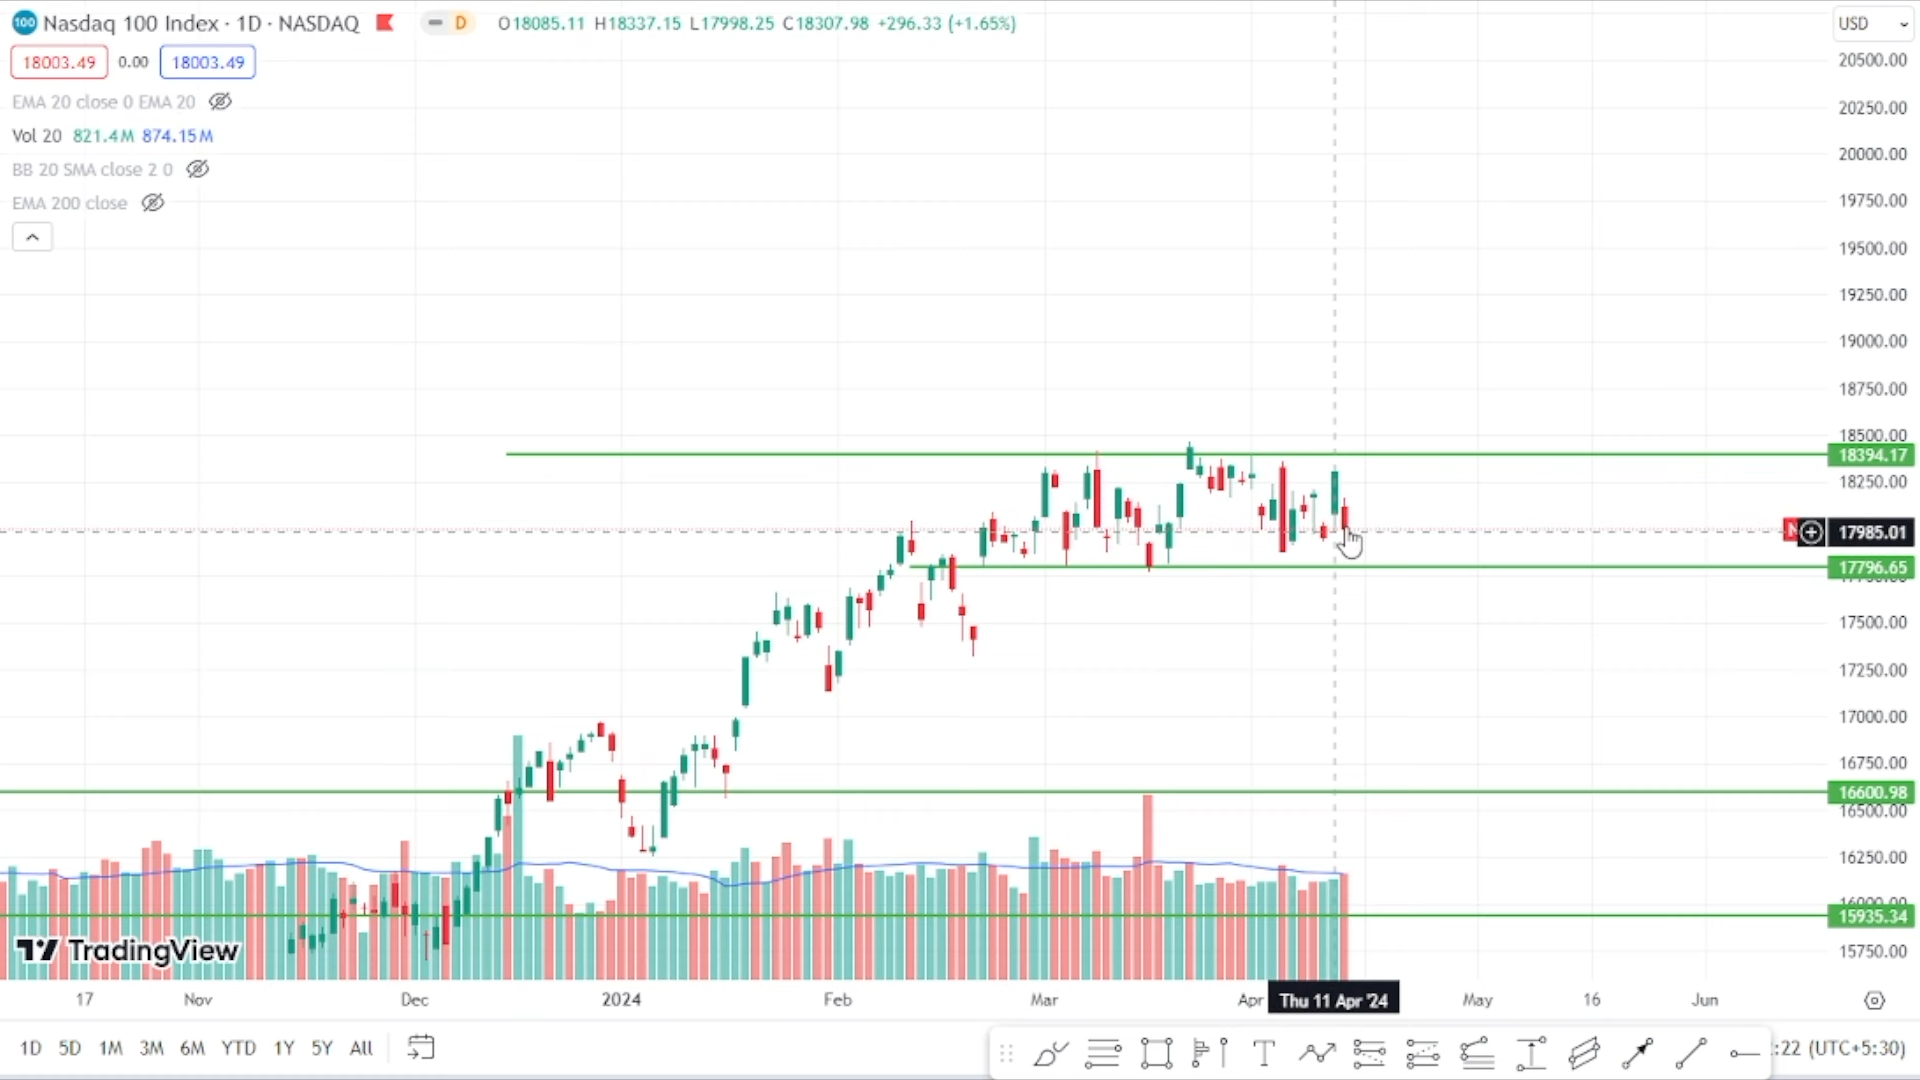 100 Nasdaq 100 Index · 1D · NASDAQ D O18085.11 H18337.15 L17998.25 C18307.98 +296.33 (+1.65%)
USD
18003.49 0.00 18003.49
EMA 20 close 0 EMA 20
Vol 20 821.4M 874.15M
BB 20 SMA close 2 0
EMA 200 close
20500.00
20250.00
20000.00
19750.00
19500.00
19250.00
19000.00
18750.00
18500.00
18394.17
18250.00
17985.01
17796.65
17500.00
17250.00
17000.00
16750.00
16600.98
16500.00
16250.00
16000.00
15935.34
15750.00
TradingView
17 Nov Dec 2024 Feb Mar Apr Thu 11 Apr '24 May 16 Jun
1D 5D 1M 3M 6M YTD 1Y 5Y All
:22 (UTC+5:30)